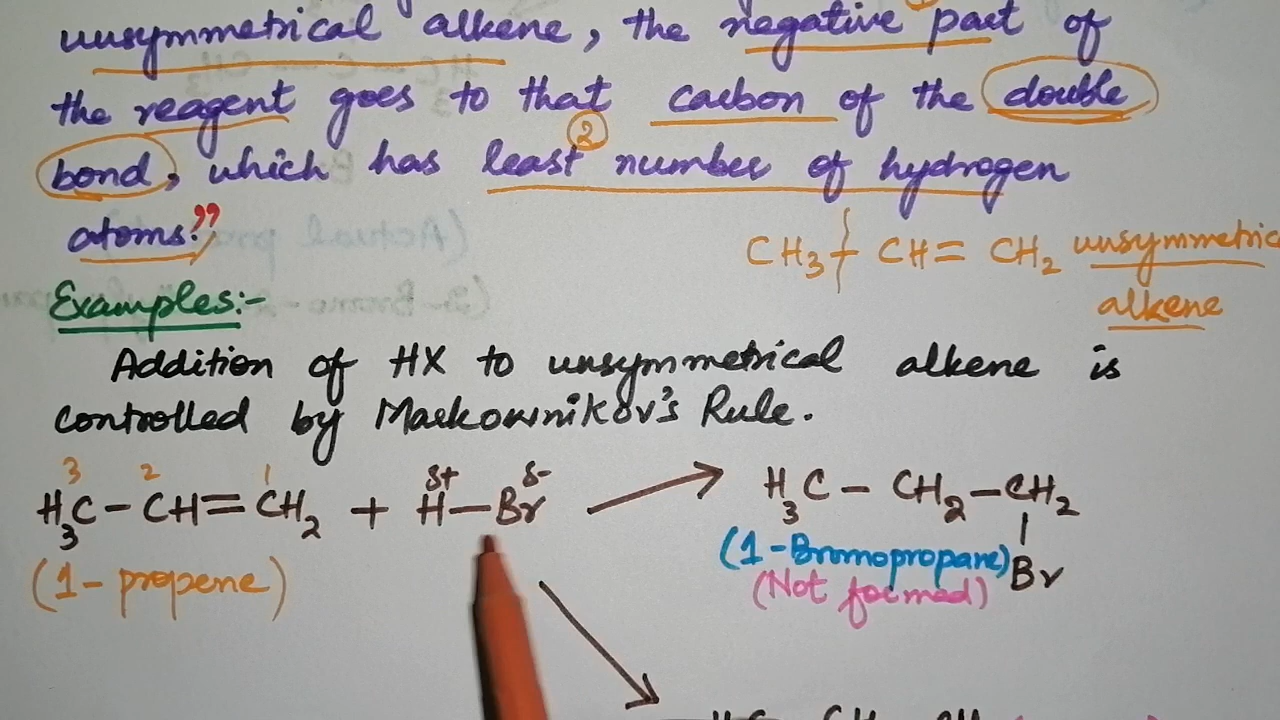 unsymmetrical alkene, the negative part of
the reagent goes to that carbon of the double
2
bond, which has least number of hydrogen
atoms."
CH3 CH = CH2 unsymmetric
alkene
Examples:-
Addition of HX to unsymmetrical alkene is
controlled by Markownikov's Rule.
3 2 1 δ+ δ-
H3C - CH = CH2 + H - Br → H3C - CH2 - CH2
(1-propene)
(1-Bromopropane) Br
(Not formed)